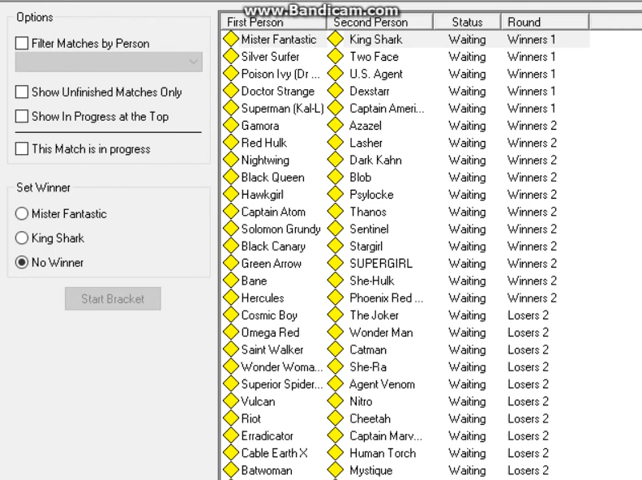 www.Bandicam.com
Options
Filter Matches by Person
Show Unfinished Matches Only
Show In Progress at the Top
This Match is in progress
Set Winner
Mister Fantastic
King Shark
No Winner
Start Bracket
First Person Second Person Status Round
Mister Fantastic King Shark Waiting Winners 1
Silver Surfer Two Face Waiting Winners 1
Poison Ivy (Dr ... U.S. Agent Waiting Winners 1
Doctor Strange Dexstarr Waiting Winners 1
Superman (Kal-L) Captain Ameri... Waiting Winners 1
Gamora Azazel Waiting Winners 2
Red Hulk Lasher Waiting Winners 2
Nightwing Dark Kahn Waiting Winners 2
Black Queen Blob Waiting Winners 2
Hawkgirl Psylocke Waiting Winners 2
Captain Atom Thanos Waiting Winners 2
Solomon Grundy Sentinel Waiting Winners 2
Black Canary Stargirl Waiting Winners 2
Green Arrow SUPERGIRL Waiting Winners 2
Bane She-Hulk Waiting Winners 2
Hercules Phoenix Red ... Waiting Winners 2
Cosmic Boy The Joker Waiting Losers 2
Omega Red Wonder Man Waiting Losers 2
Saint Walker Catman Waiting Losers 2
Wonder Woma... She-Ra Waiting Losers 2
Superior Spider... Agent Venom Waiting Losers 2
Vulcan Nitro Waiting Losers 2
Riot Cheetah Waiting Losers 2
Erradicator Captain Marv... Waiting Losers 2
Cable Earth X Human Torch Waiting Losers 2
Batwoman Mystique Waiting Losers 2